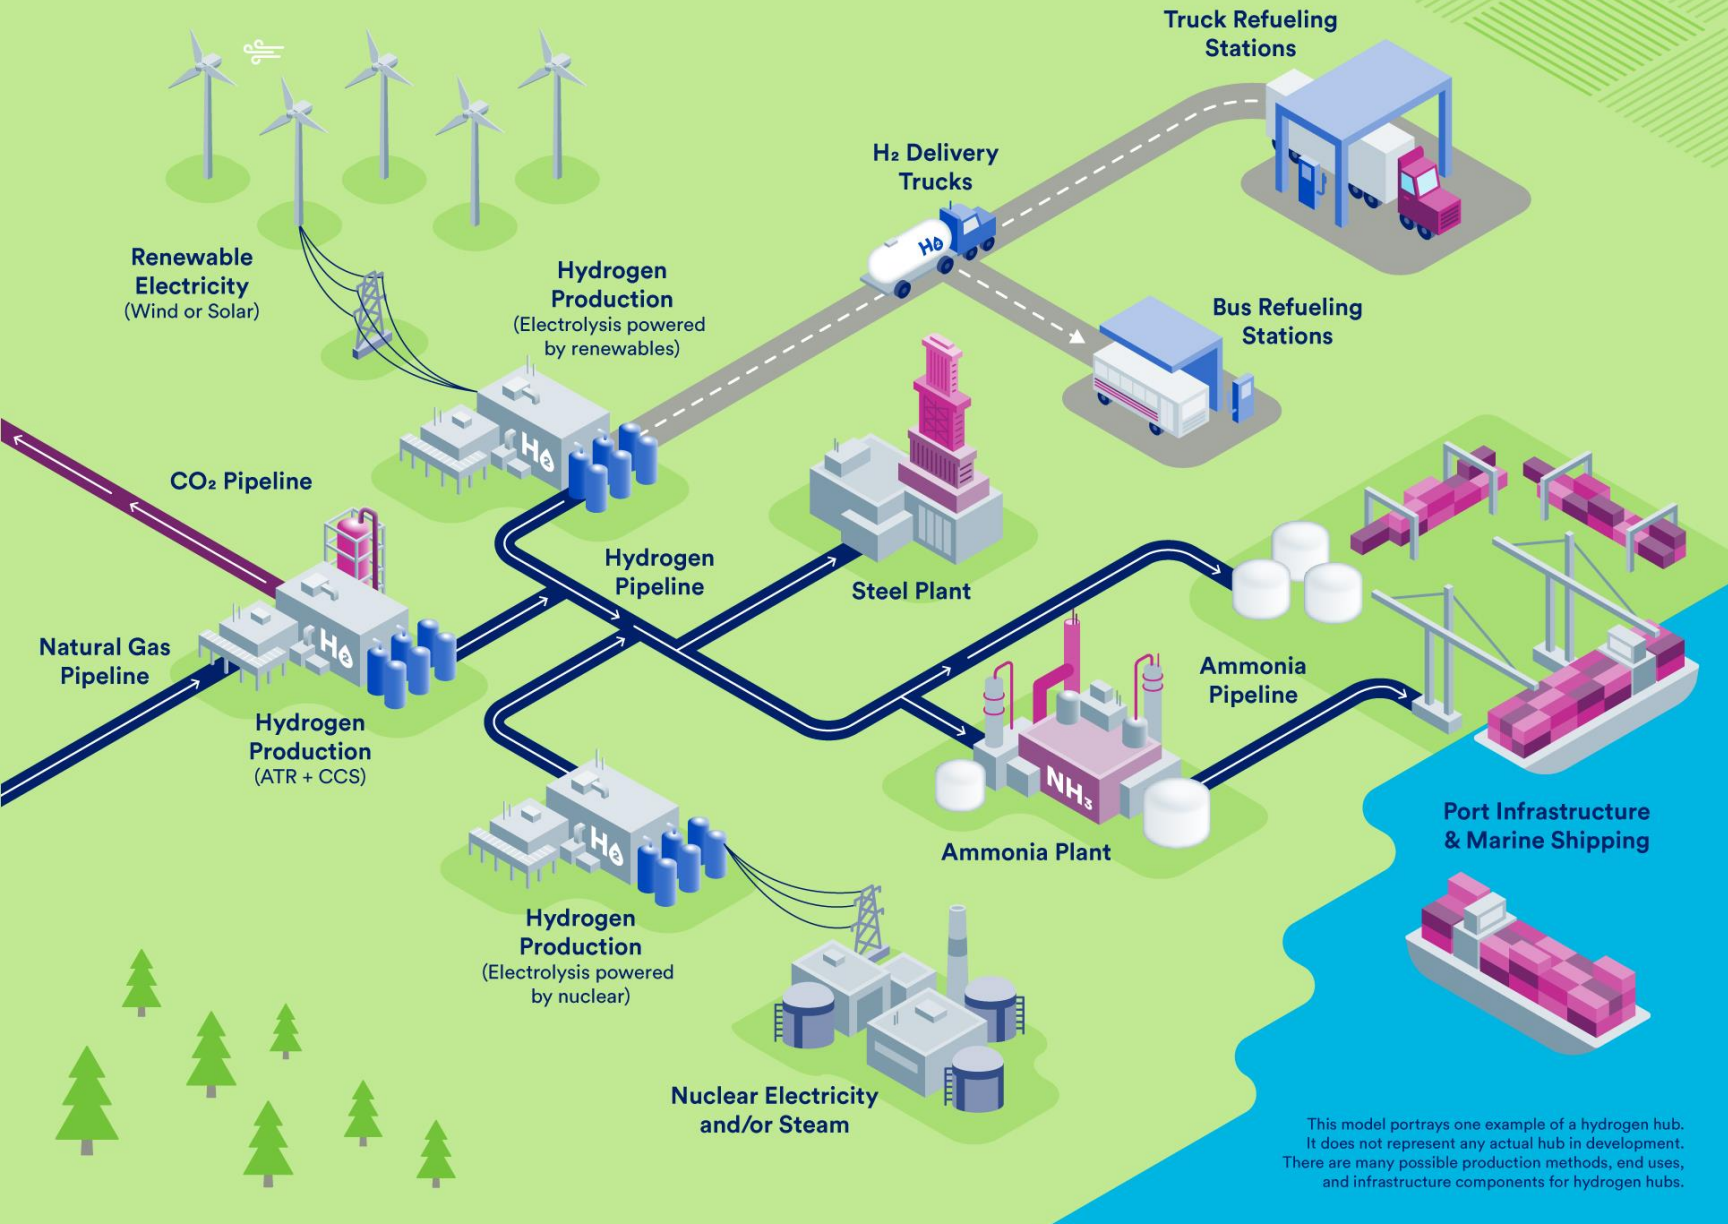 Truck Refueling
Stations
H₂ Delivery
Trucks
H₂
Renewable
Electricity
(Wind or Solar)
Hydrogen
Production
(Electrolysis powered
by renewables)
Bus Refueling
Stations
H₂
CO₂ Pipeline
Hydrogen
Pipeline
Steel Plant
Natural Gas
Pipeline
H₂
Hydrogen
Production
(ATR + CCS)
Ammonia
Pipeline
NH₃
Ammonia Plant
Port Infrastructure
& Marine Shipping
H₂
Hydrogen
Production
(Electrolysis powered
by nuclear)
Nuclear Electricity
and/or Steam
This model portrays one example of a hydrogen hub.
It does not represent any actual hub in development.
There are many possible production methods, end uses,
and infrastructure components for hydrogen hubs.